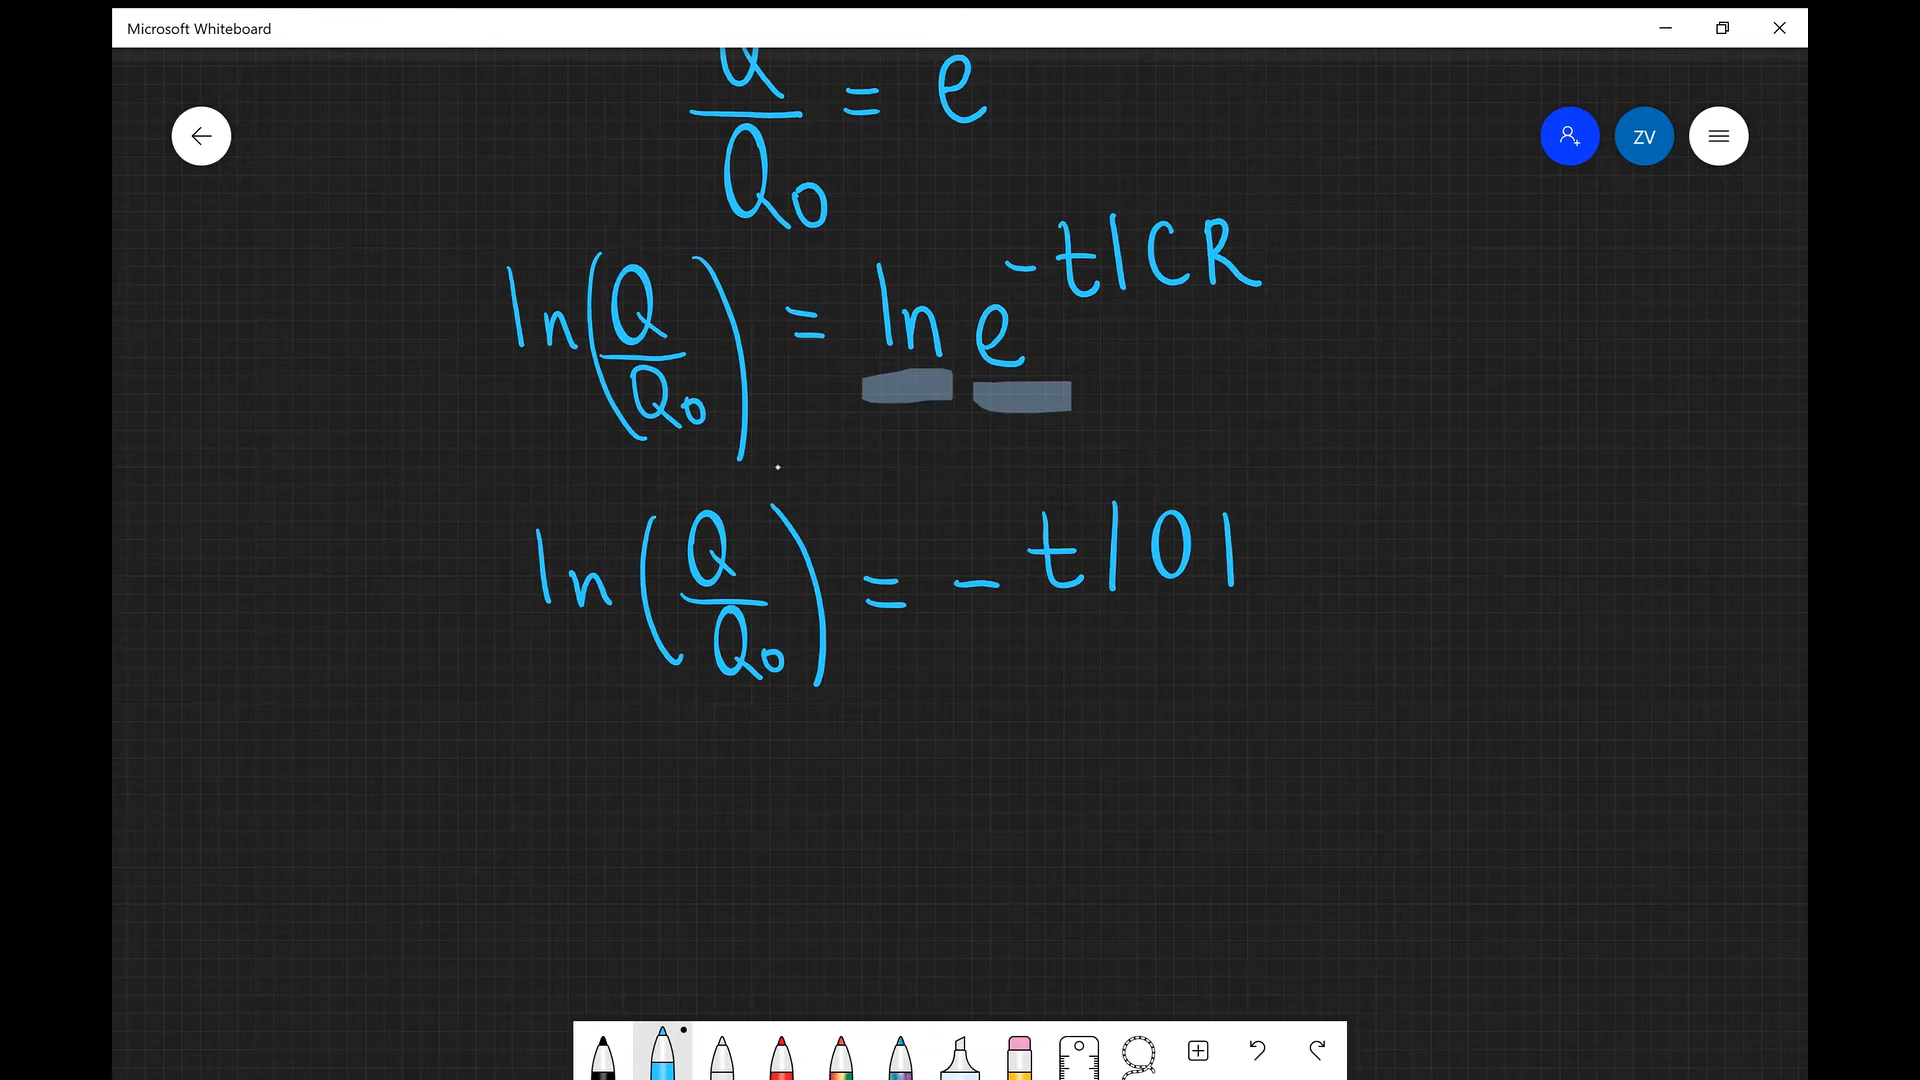 Microsoft Whiteboard
Q/Q0 = e
ZV
ln(Q/Q0) = ln e^-t/CR
ln(Q/Q0) = -t/01